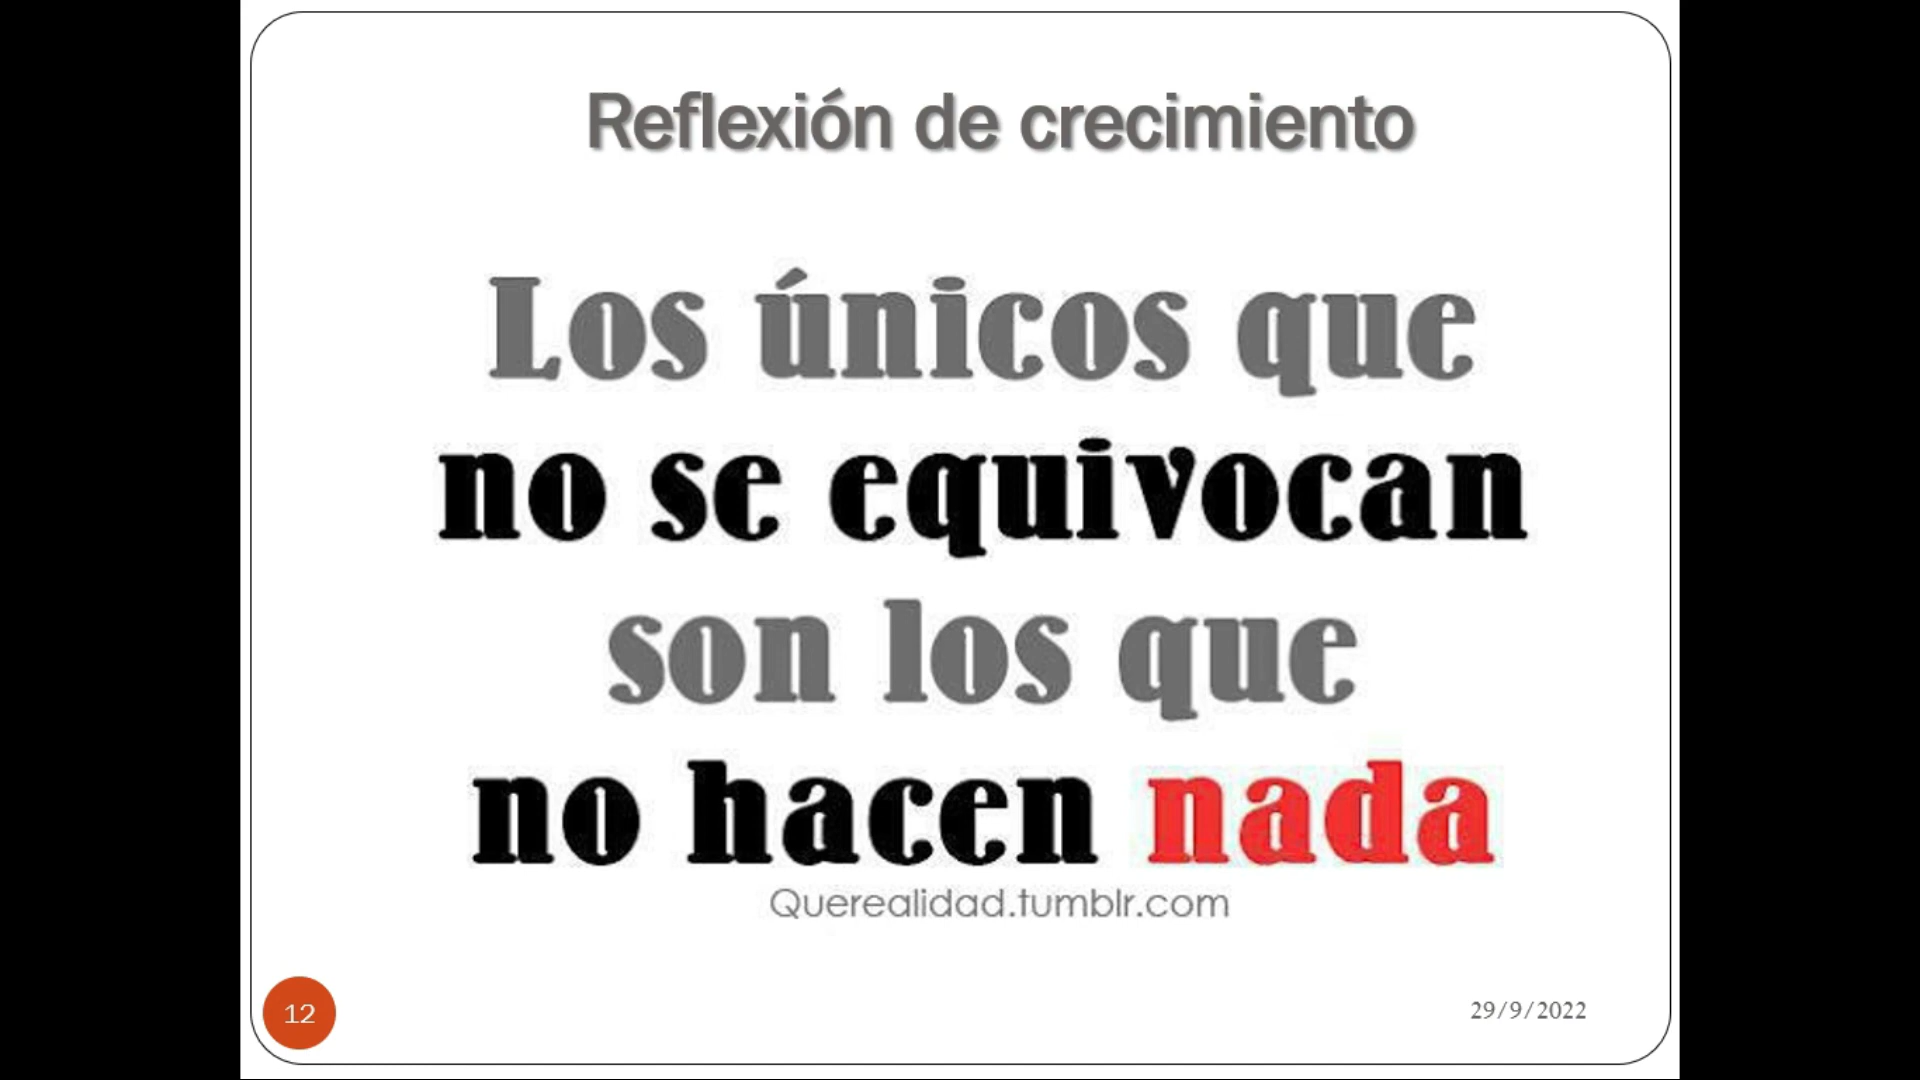 Reflexión de crecimiento
Los únicos que
no se equivocan
son los que
no hacen nada
Querealidad.tumblr.com
12
29/9/2022